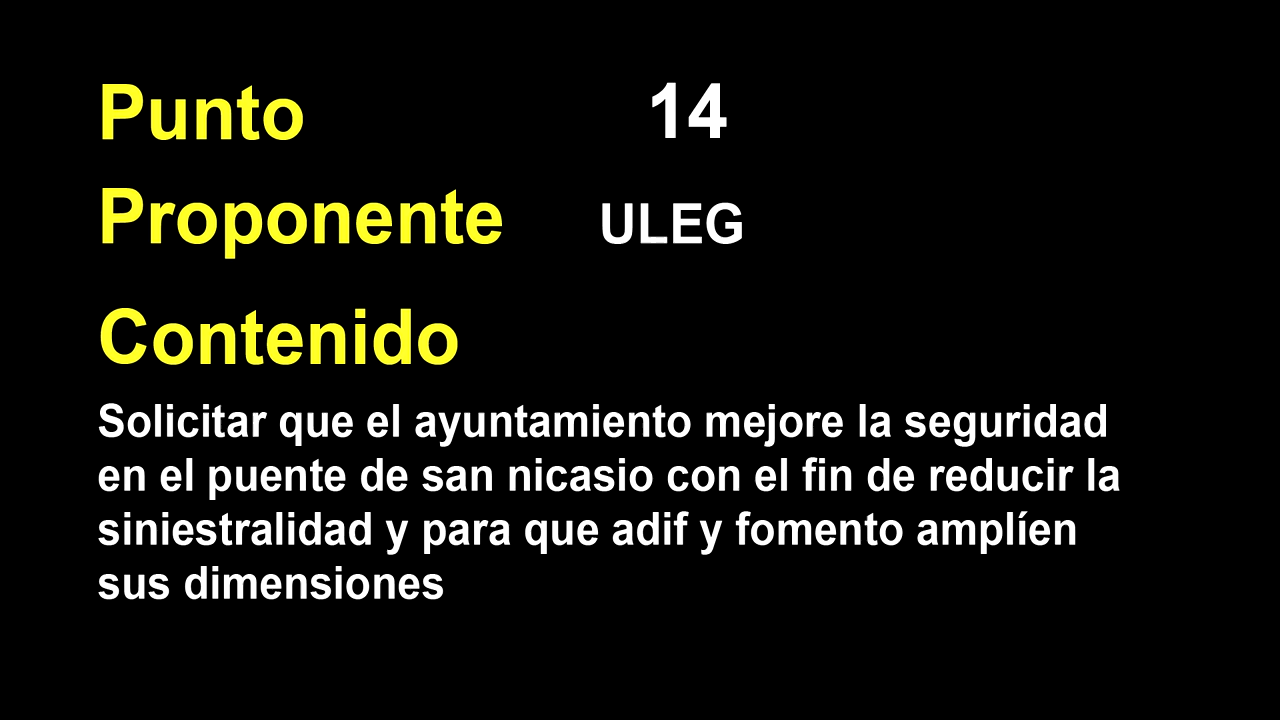 Punto 14
Proponente ULEG
Contenido
Solicitar que el ayuntamiento mejore la seguridad
en el puente de san nicasio con el fin de reducir la
siniestralidad y para que adif y fomento amplíen
sus dimensiones